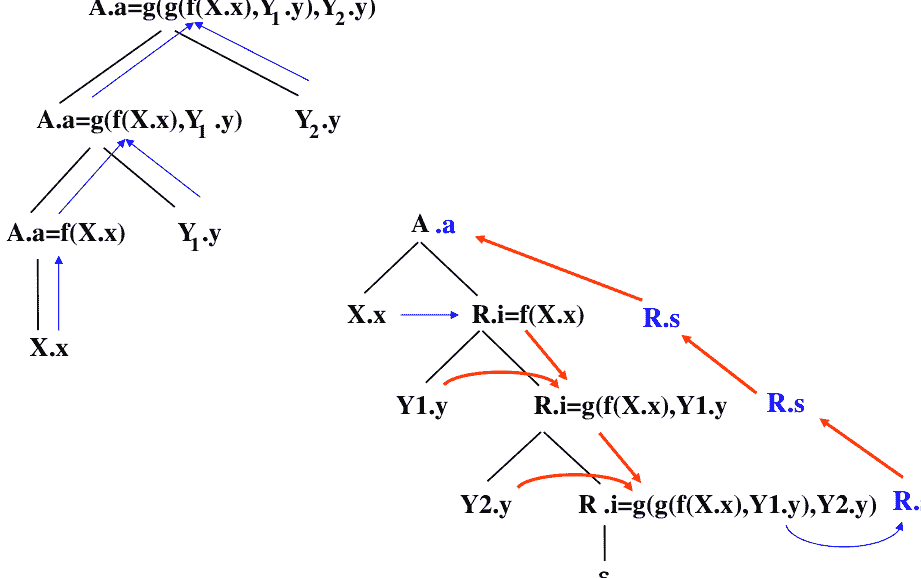 A.a=g(g(f(X.x),Y1.y),Y2.y)
A.a=g(f(X.x),Y1 .y)
Y2.y
A.a=f(X.x)
Y1.y
X.x
A .a
X.x
R.i=f(X.x)
R.s
Y1.y
R.i=g(f(X.x),Y1.y
R.s
Y2.y
R .i=g(g(f(X.x),Y1.y),Y2.y)
R.